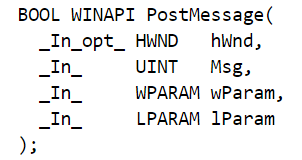 BOOL WINAPI PostMessage(
  _In_opt_ HWND   hWnd,
  _In_     UINT   Msg,
  _In_     WPARAM wParam,
  _In_     LPARAM lParam
);